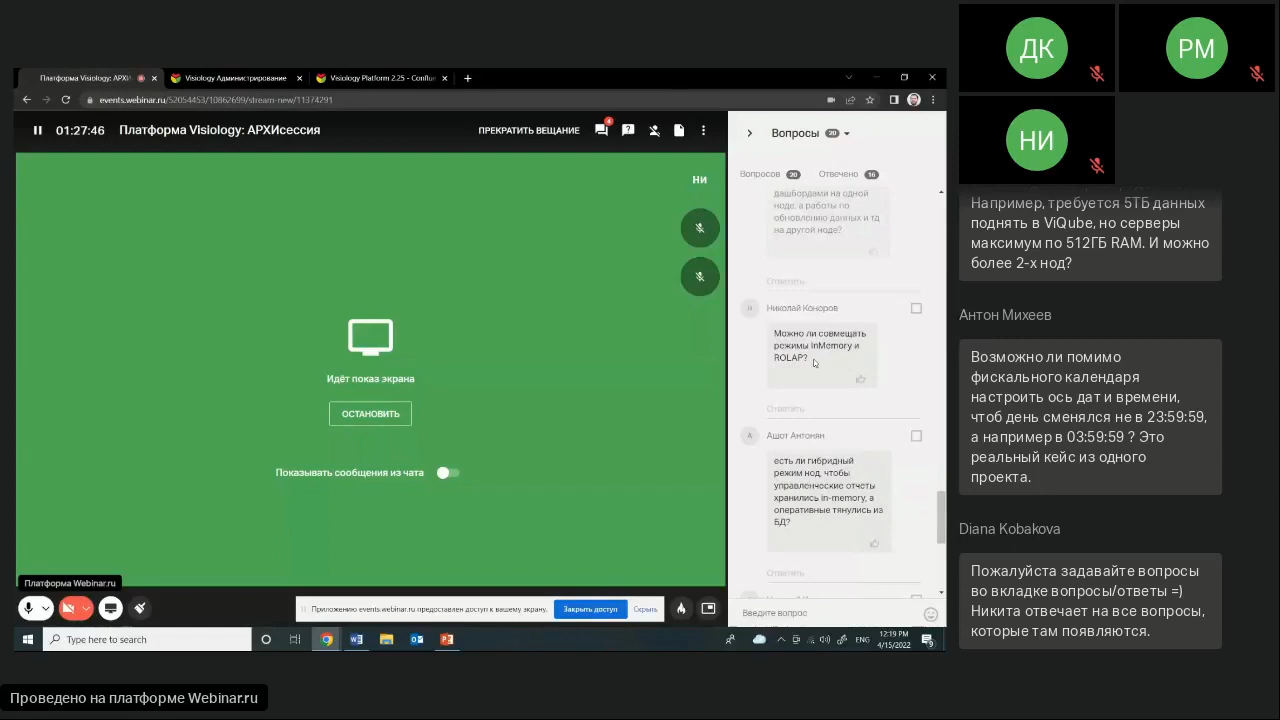 Платформа Visiology: АРХИ
Visiology Администрирование
Visiology Platform 2.25 - Conflu
events.webinar.ru/52054453/10862699/stream-new/11374291
01:27:46
Платформа Visiology: АРХИсессия
ПРЕКРАТИТЬ ВЕЩАНИЕ
4
Вопросы 20
Вопросов 20
Отвечено 16
НИ
дашбордами на одной
ноде, а работы по
обновлению данных и тд
на другой ноде?
Ответить
Н
Николай Коноров
Можно ли совмещать
режимы InMemory и
ROLAP?
Ответить
А
Ашот Антонян
есть ли гибридный
режим нод, чтобы
управленческие отчеты
хранились in-memory, а
оперативные тянулись из
БД?
Ответить
Введите вопрос
Идёт показ экрана
ОСТАНОВИТЬ
Показывать сообщения из чата
Платформа Webinar.ru
Приложению events.webinar.ru предоставлен доступ к вашему экрану.
Закрыть доступ
Скрыть
Type here to search
ENG
12:19 PM
4/15/2022
9
ДК
РМ
НИ
Например, требуется 5ТБ данных
поднять в ViQube, но серверы
максимум по 512ГБ RAM. И можно
более 2-х нод?
Антон Михеев
Возможно ли помимо
фискального календаря
настроить ось дат и времени,
чтоб день сменялся не в 23:59:59,
а например в 03:59:59 ? Это
реальный кейс из одного
проекта.
Diana Kobakova
Пожалуйста задавайте вопросы
во вкладке вопросы/ответы =)
Никита отвечает на все вопросы,
которые там появляются.
Проведено на платформе Webinar.ru